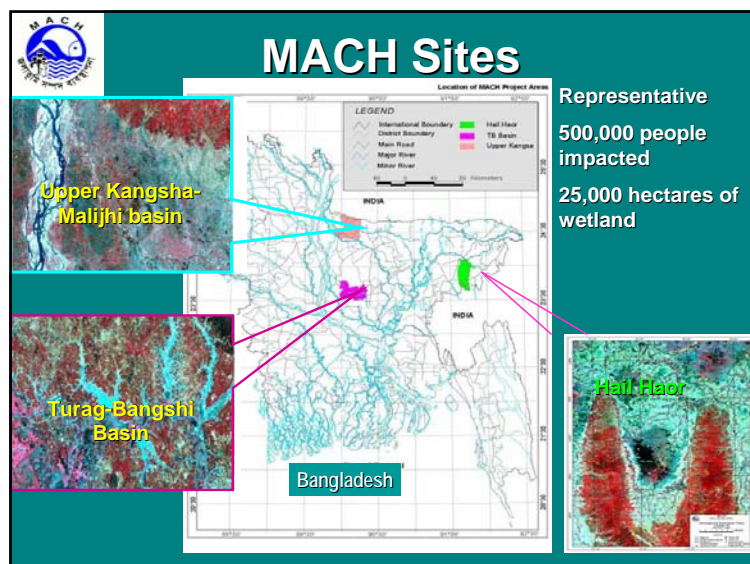 MACH
MACH Sites
Location of MACH Project Areas
LEGEND
International Boundary
District Boundary
Main Road
Major River
Minor River
Hail Haor
TB Basin
Upper Kangsa
Kilometers
INDIA
INDIA
Representative
500,000 people
impacted
25,000 hectares of
wetland
Upper Kangsha-
Malijhi basin
Turag-Bangshi
Basin
Hail Haor
Bangladesh